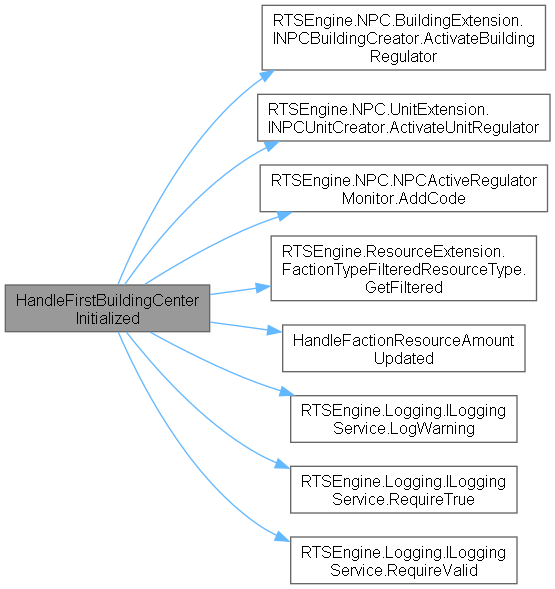 RTSEngine.NPC.BuildingExtension.
INPCBuildingCreator.ActivateBuilding
Regulator
RTSEngine.NPC.UnitExtension.
INPCUnitCreator.ActivateUnitRegulator
RTSEngine.NPC.NPCActiveRegulator
Monitor.AddCode
RTSEngine.ResourceExtension.
FactionTypeFilteredResourceType.
GetFiltered
HandleFirstBuildingCenter
Initialized
HandleFactionResourceAmount
Updated
RTSEngine.Logging.ILogging
Service.LogWarning
RTSEngine.Logging.ILogging
Service.RequireTrue
RTSEngine.Logging.ILogging
Service.RequireValid